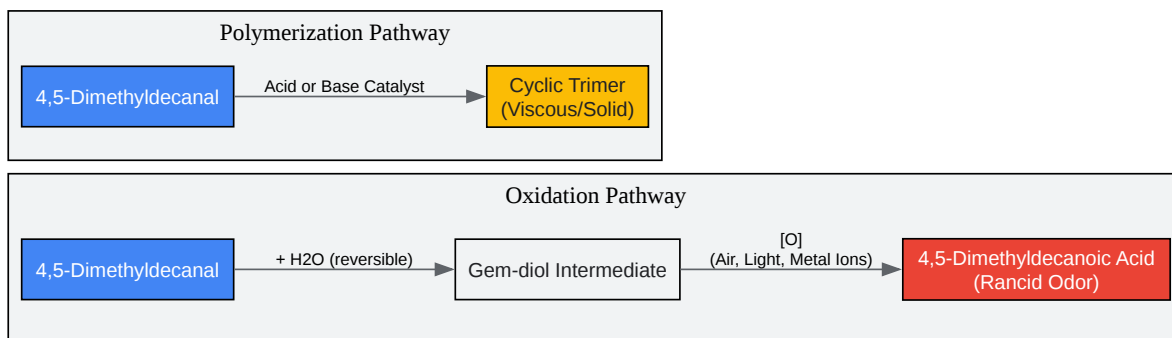 Polymerization Pathway
4,5-Dimethyldecanal
Acid or Base Catalyst
Cyclic Trimer
(Viscous/Solid)
Oxidation Pathway
4,5-Dimethyldecanal
+ H2O (reversible)
Gem-diol Intermediate
[O]
(Air, Light, Metal Ions)
4,5-Dimethyldecanoic Acid
(Rancid Odor)